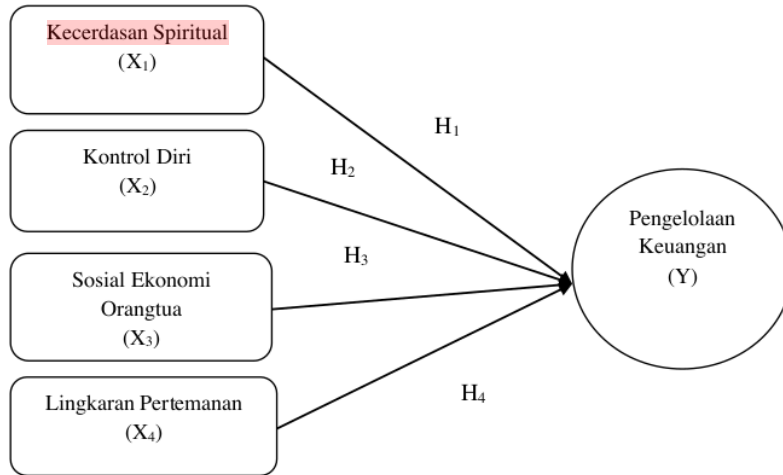 Kecerdasan Spiritual
(X₁)
H₁
Kontrol Diri
(X₂)
H₂
Pengelolaan
Keuangan
(Y)
Sosial Ekonomi
Orangtua
(X₃)
H₃
Lingkaran Pertemanan
(X₄)
H₄